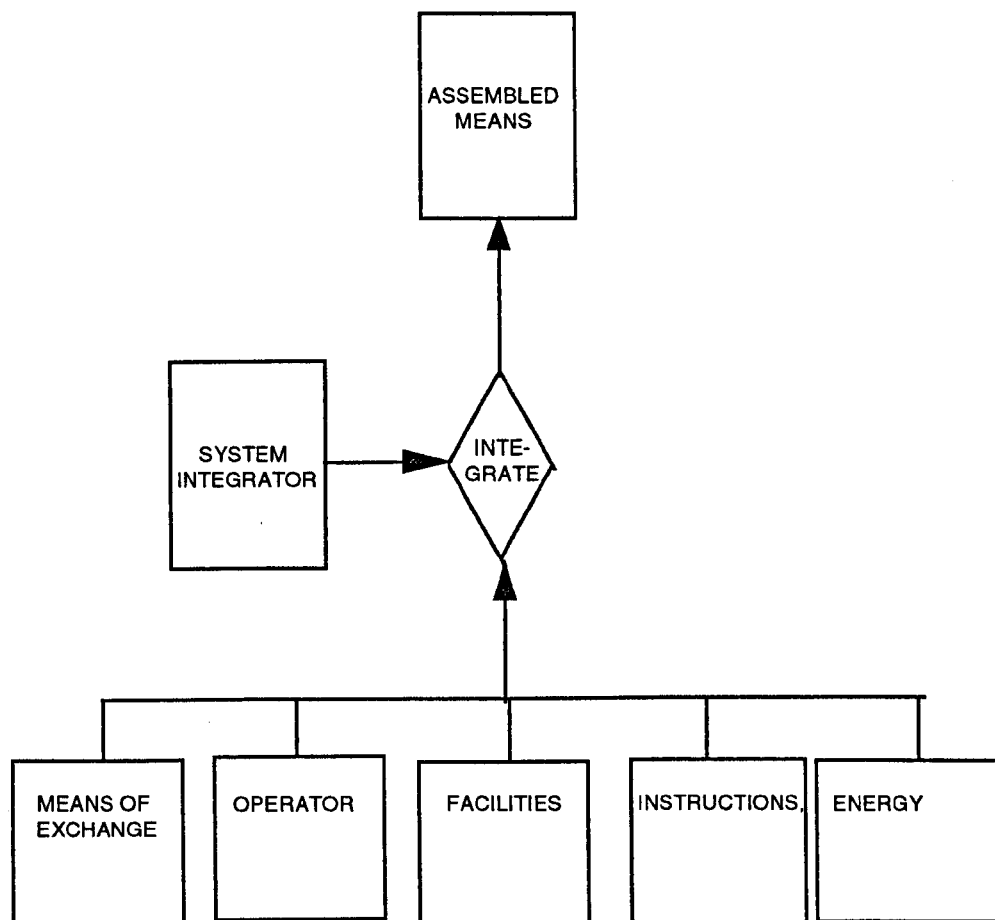 ASSEMBLED
MEANS
SYSTEM
INTEGRATOR
INTE-
GRATE
MEANS OF
EXCHANGE
OPERATOR
FACILITIES
INSTRUCTIONS,
ENERGY